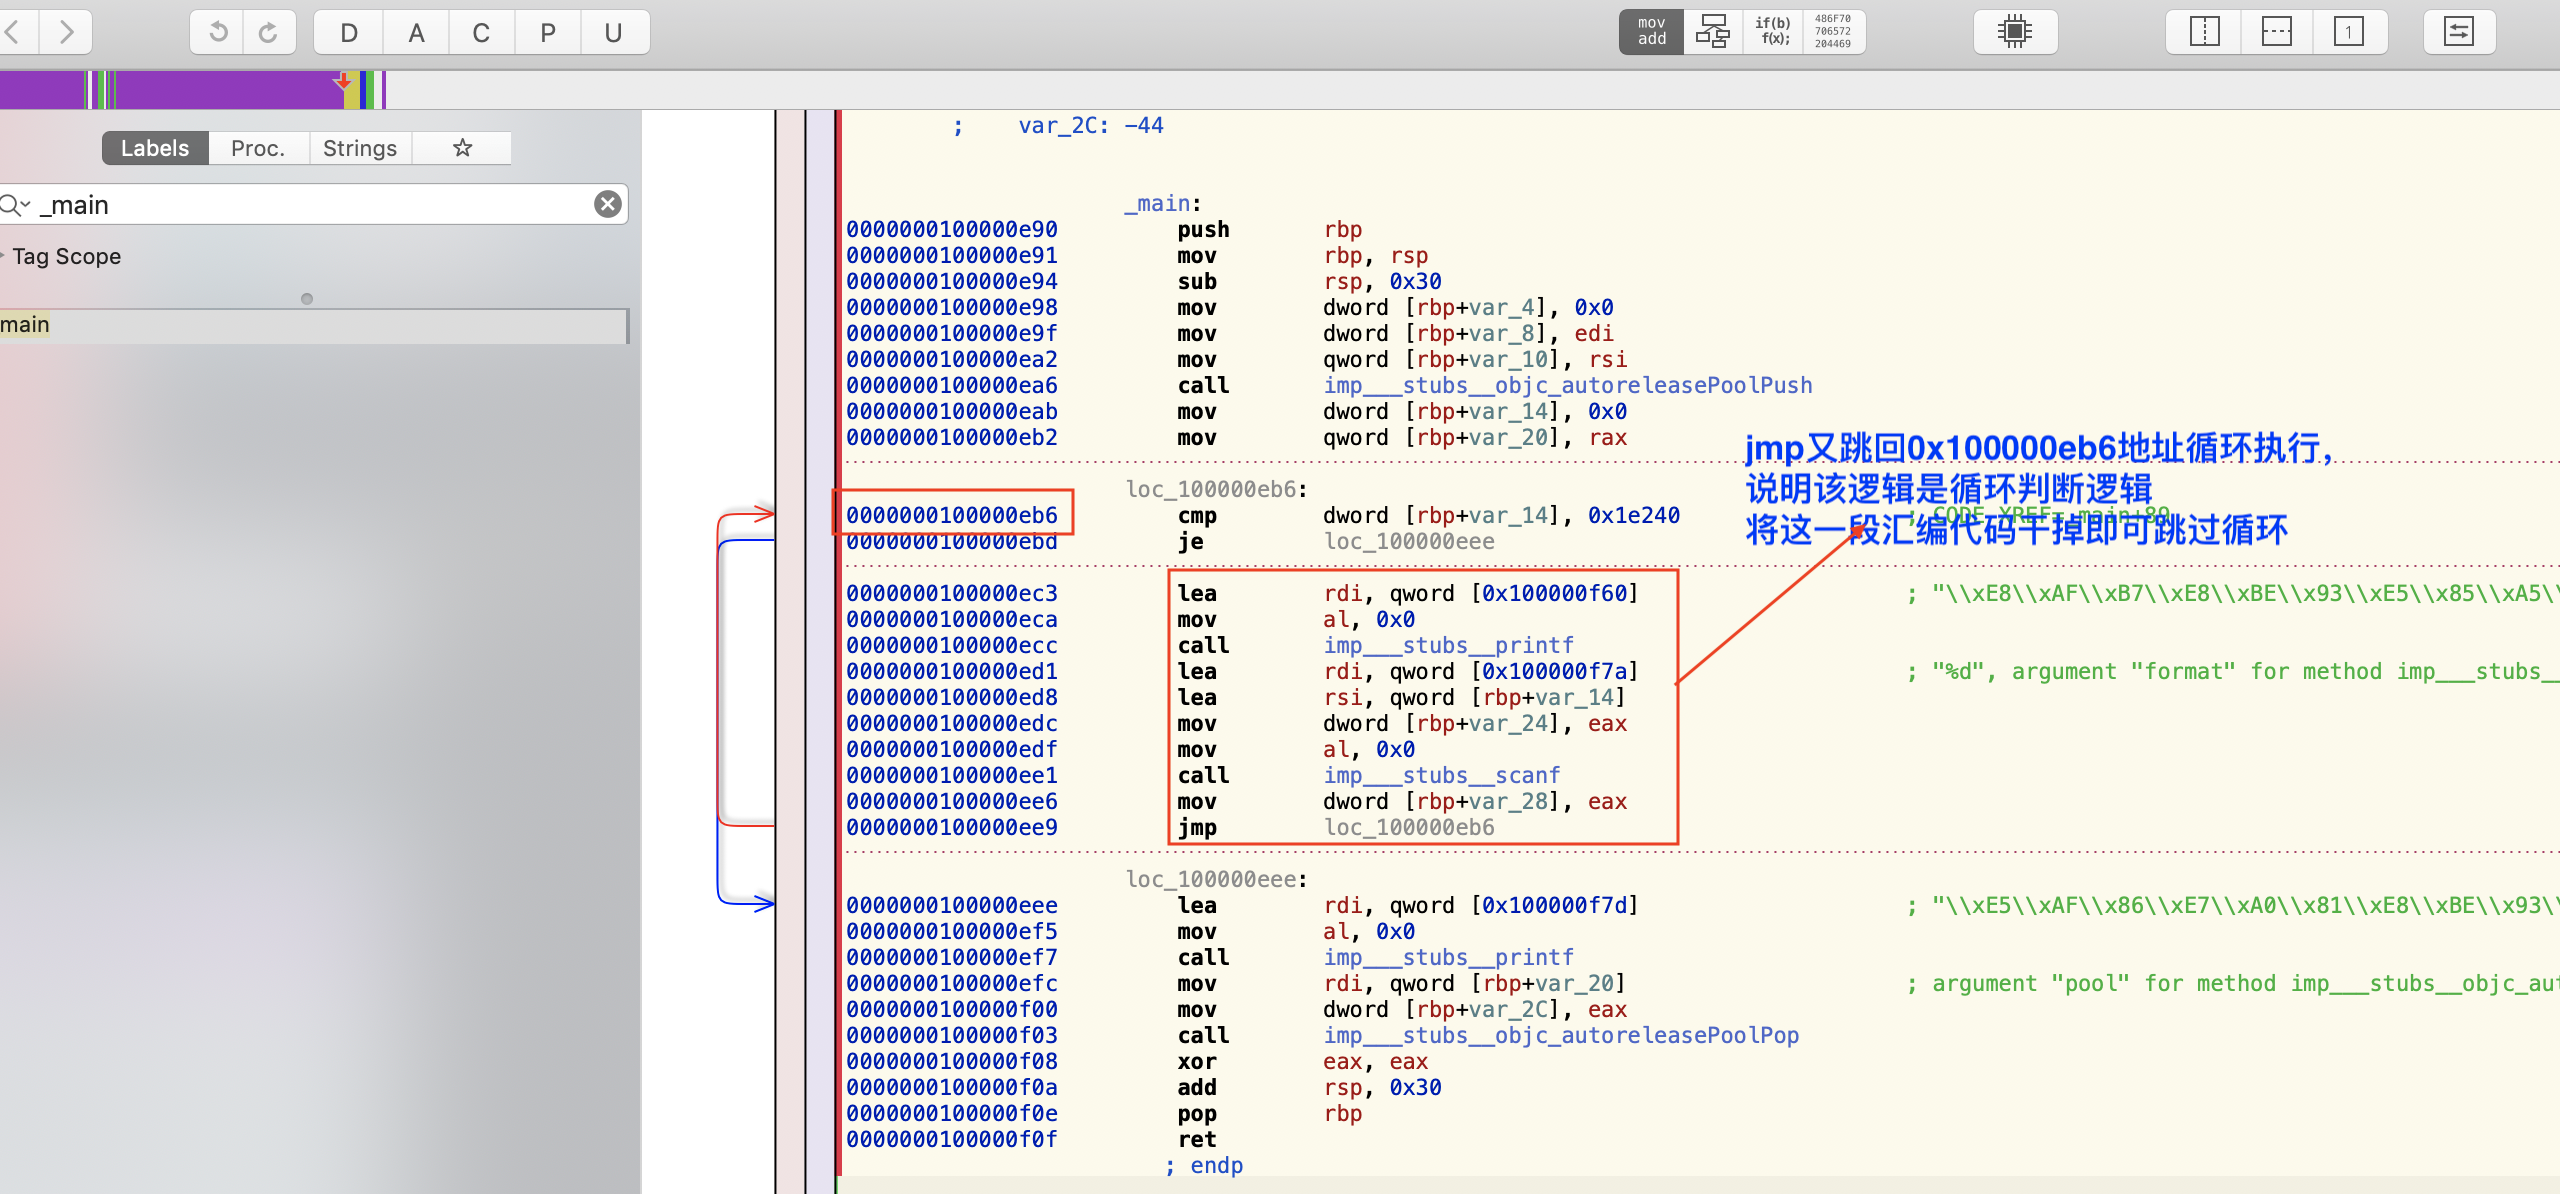 D A C P U
mov
add
if(b)
f(x);
486F70
706572
204469
1
Labels Proc. Strings ☆
_main
Tag Scope
main
; var_2C: -44
_main:
0000000100000e90 push rbp
0000000100000e91 mov rbp, rsp
0000000100000e94 sub rsp, 0x30
0000000100000e98 mov dword [rbp+var_4], 0x0
0000000100000e9f mov dword [rbp+var_8], edi
0000000100000ea2 mov qword [rbp+var_10], rsi
0000000100000ea6 call imp___stubs__objc_autoreleasePoolPush
0000000100000eab mov dword [rbp+var_14], 0x0
0000000100000eb2 mov qword [rbp+var_20], rax
jmp又跳回0x100000eb6地址循环执行，
说明该逻辑是循环判断逻辑
将这一段汇编代码干掉即可跳过循环
loc_100000eb6:
0000000100000eb6 cmp dword [rbp+var_14], 0x1e240 ; CODE XREF=_main+89
0000000100000ebd je loc_100000eee
0000000100000ec3 lea rdi, qword [0x100000f60] ; "\\xE8\\xAF\\xB7\\xE8\\xBE\\x93\\xE5\\x85\\xA5\
0000000100000eca mov al, 0x0
0000000100000ecc call imp___stubs__printf
0000000100000ed1 lea rdi, qword [0x100000f7a] ; "%d", argument "format" for method imp___stubs__
0000000100000ed8 lea rsi, qword [rbp+var_14]
0000000100000edc mov dword [rbp+var_24], eax
0000000100000edf mov al, 0x0
0000000100000ee1 call imp___stubs__scanf
0000000100000ee6 mov dword [rbp+var_28], eax
0000000100000ee9 jmp loc_100000eb6
loc_100000eee:
0000000100000eee lea rdi, qword [0x100000f7d] ; "\\xE5\\xAF\\x86\\xE7\\xA0\\x81\\xE8\\xBE\\x93\
0000000100000ef5 mov al, 0x0
0000000100000ef7 call imp___stubs__printf
0000000100000efc mov rdi, qword [rbp+var_20] ; argument "pool" for method imp___stubs__objc_aut
0000000100000f00 mov dword [rbp+var_2C], eax
0000000100000f03 call imp___stubs__objc_autoreleasePoolPop
0000000100000f08 xor eax, eax
0000000100000f0a add rsp, 0x30
0000000100000f0e pop rbp
0000000100000f0f ret
; endp